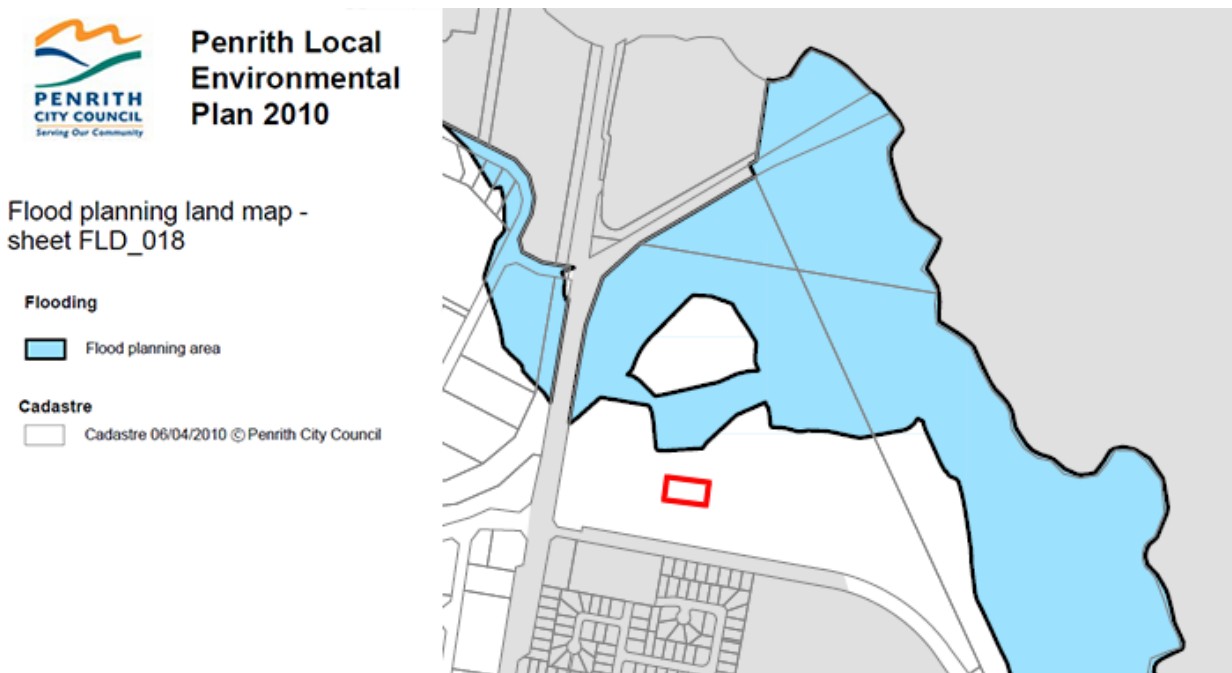 PENRITH
CITY COUNCIL
Serving Our Community
Penrith Local
Environmental
Plan 2010
Flood planning land map -
sheet FLD_018
Flooding
Flood planning area
Cadastre
Cadastre 06/04/2010 © Penrith City Council